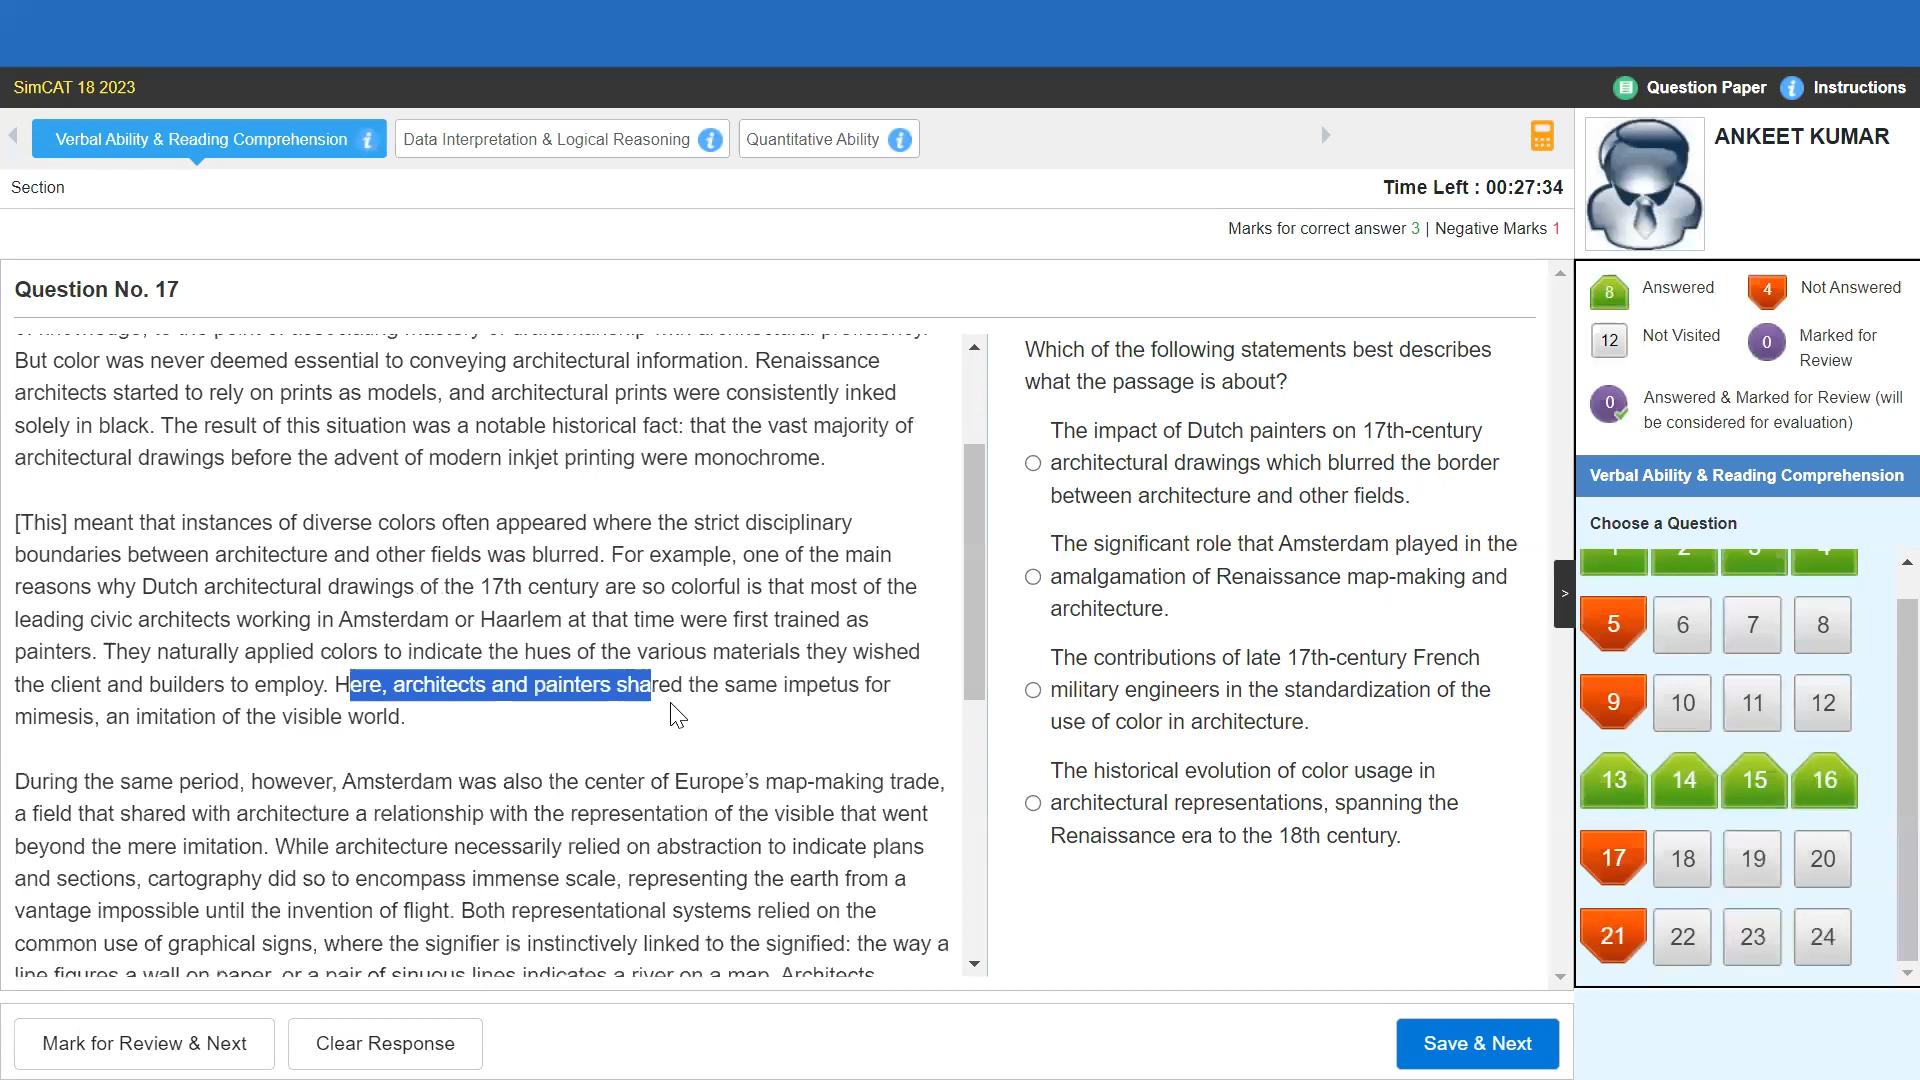 SimCAT 18 2023
Question Paper
Instructions
Verbal Ability & Reading Comprehension
Data Interpretation & Logical Reasoning
Quantitative Ability
ANKEET KUMAR
Section
Time Left : 00:27:34
Marks for correct answer 3 | Negative Marks 1
Question No. 17
But color was never deemed essential to conveying architectural information. Renaissance
architects started to rely on prints as models, and architectural prints were consistently inked
solely in black. The result of this situation was a notable historical fact: that the vast majority of
architectural drawings before the advent of modern inkjet printing were monochrome.
[This] meant that instances of diverse colors often appeared where the strict disciplinary
boundaries between architecture and other fields was blurred. For example, one of the main
reasons why Dutch architectural drawings of the 17th century are so colorful is that most of the
leading civic architects working in Amsterdam or Haarlem at that time were first trained as
painters. They naturally applied colors to indicate the hues of the various materials they wished
the client and builders to employ. Here, architects and painters shared the same impetus for
mimesis, an imitation of the visible world.
During the same period, however, Amsterdam was also the center of Europe's map-making trade,
a field that shared with architecture a relationship with the representation of the visible that went
beyond the mere imitation. While architecture necessarily relied on abstraction to indicate plans
and sections, cartography did so to encompass immense scale, representing the earth from a
vantage impossible until the invention of flight. Both representational systems relied on the
common use of graphical signs, where the signifier is instinctively linked to the signified: the way a
line figures a wall on paper, or a pair of sinuous lines indicates a river on a map. Architects
Which of the following statements best describes
what the passage is about?
The impact of Dutch painters on 17th-century
architectural drawings which blurred the border
between architecture and other fields.
The significant role that Amsterdam played in the
amalgamation of Renaissance map-making and
architecture.
The contributions of late 17th-century French
military engineers in the standardization of the
use of color in architecture.
The historical evolution of color usage in
architectural representations, spanning the
Renaissance era to the 18th century.
>
8 Answered
4 Not Answered
12 Not Visited
0 Marked for
Review
0 Answered & Marked for Review (will
be considered for evaluation)
Verbal Ability & Reading Comprehension
Choose a Question
1 2 3 4
5 6 7 8
9 10 11 12
13 14 15 16
17 18 19 20
21 22 23 24
Mark for Review & Next
Clear Response
Save & Next